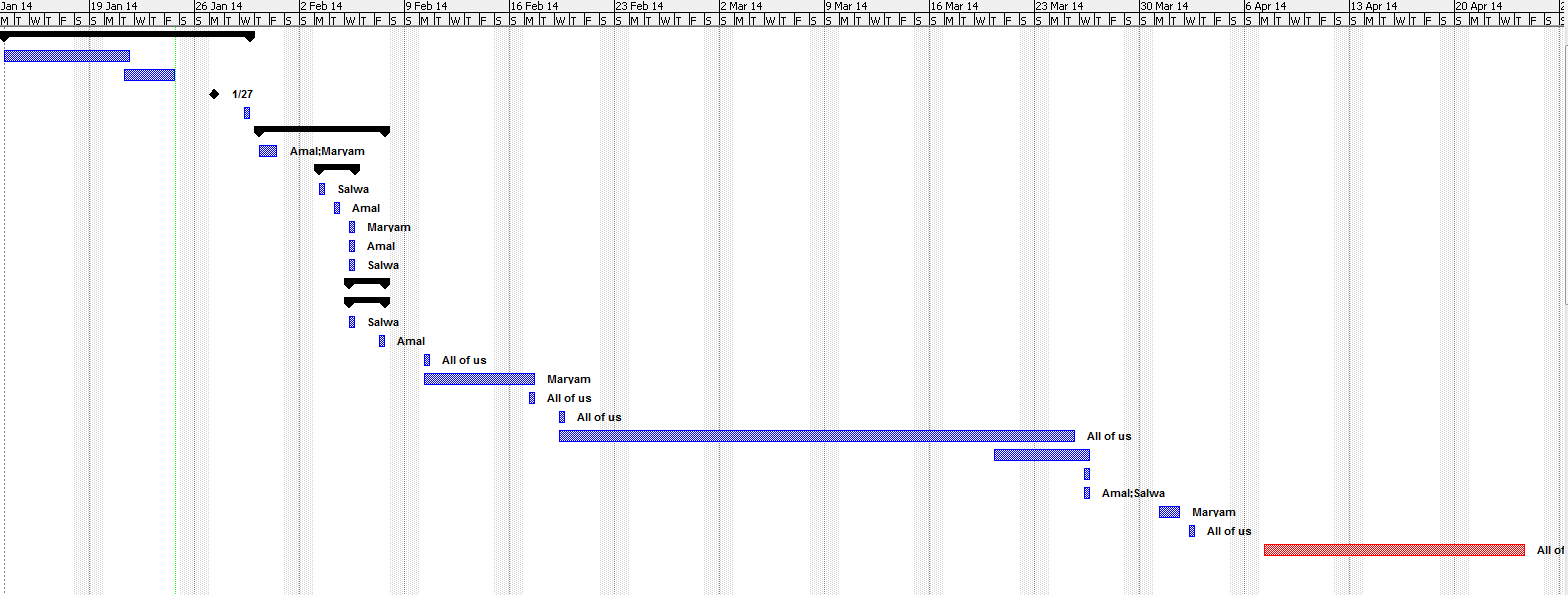 Jan 14 19 Jan 14 26 Jan 14 2 Feb 14 9 Feb 14 16 Feb 14 23 Feb 14 2 Mar 14 9 Mar 14 16 Mar 14 23 Mar 14 30 Mar 14 6 Apr 14 13 Apr 14 20 Apr 14
M T W T F S S M T W T F S S M T W T F S S M T W T F S S M T W T F S S M T W T F S S M T W T F S S M T W T F S S M T W T F S S M T W T F S S M T W T F S S M T W T F S S M T W T F S S M T W T F S S M T W T F S
1/27
Amal;Maryam
Salwa
Amal
Maryam
Amal
Salwa
Salwa
Amal
All of us
Maryam
All of us
All of us
All of us
Amal;Salwa
Maryam
All of us
All of